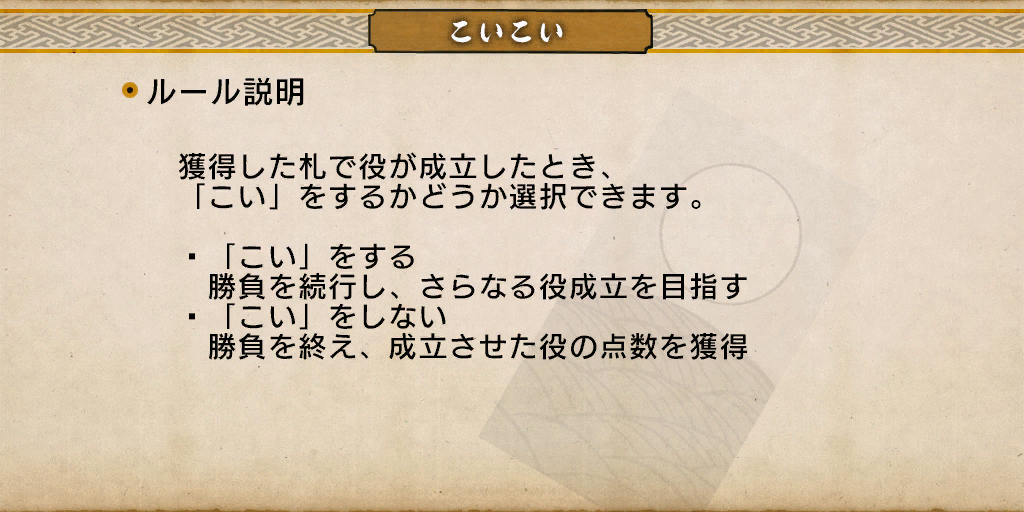 こいこい
ルール説明
獲得した札で役が成立したとき、
「こい」をするかどうか選択できます。
・「こい」をする
勝負を続行し、さらなる役成立を目指す
・「こい」をしない
勝負を終え、成立させた役の点数を獲得